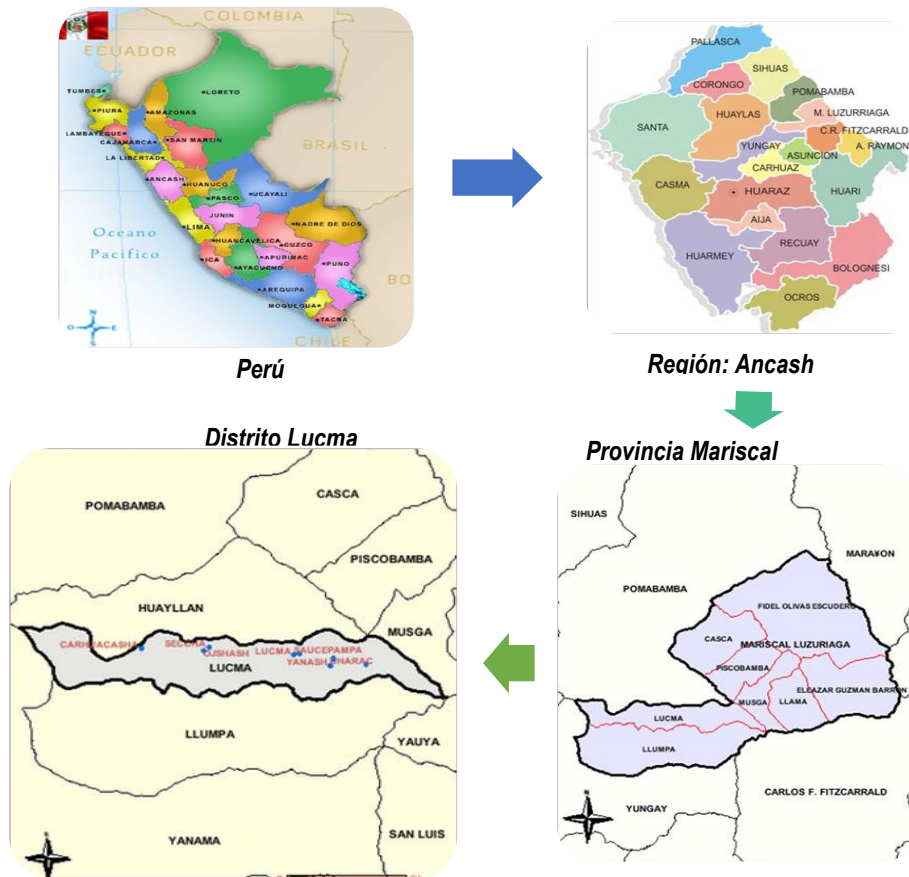 COLOMBIA
ECUADOR
TUMBES
LORETO
PIURA
AMAZONAS
LAMBAYEQUE
SAN MARTIN
CAJAMARCA
LA LIBERTAD
BRASIL
ANCASH
HUANUCO
UCAYALI
PASCO
JUNIN
LIMA
MADRE DE DIOS
Oceano
Pacifico
HUANCAVELICA
CUZCO
ICA
APURIMAC
PUNO
AYACUCHO
AREQUIPA
BO
MOQUEGUA
TACNA
CHILE
N
O
E
S
Perú
PALLASCA
SIHUAS
CORONGO
POMABAMBA
HUAYLAS
M. LUZURRIAGA
SANTA
C.R. FITZCARRALD
YUNGAY
A. RAYMON
ASUNCION
CARHUAZ
CASMA
HUARAZ
HUARI
AIJA
RECUAY
HUARMEY
BOLOGNESI
OCROS
Región: Ancash
Distrito Lucma
POMABAMBA
CASCA
PISCOBAMBA
HUAYLLAN
MUSGA
CARHUACASHA
SECCHA
LUCMA
SAUCEPAMPA
LUCMA
LLUMPA
YAUYA
YANAMA
SAN LUIS
Provincia Mariscal
SIHUAS
MARA¥ON
POMABAMBA
FIDEL OLIVAS ESCUDERO
CASCA
MARISCAL LUZURIAGA
PISCOBAMBA
ELEAZAR GUZMAN BARRON
MUSGA
LLAMA
LUCMA
LLUMPA
CARLOS F. FITZCARRALD
YUNGAY